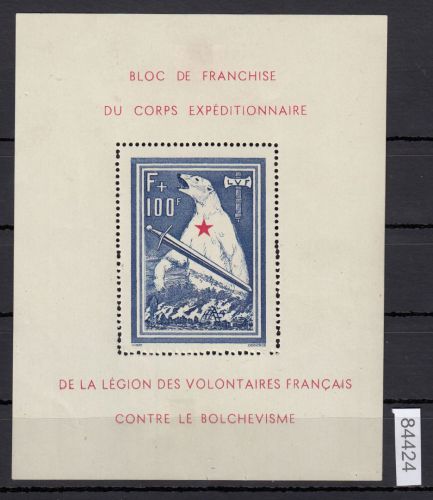 BLOC DE FRANCHISE
DU CORPS EXPÉDITIONNAIRE
F + LVF
100F
DE LA LÉGION DES VOLONTAIRES FRANÇAIS
CONTRE LE BOLCHEVISME
84424